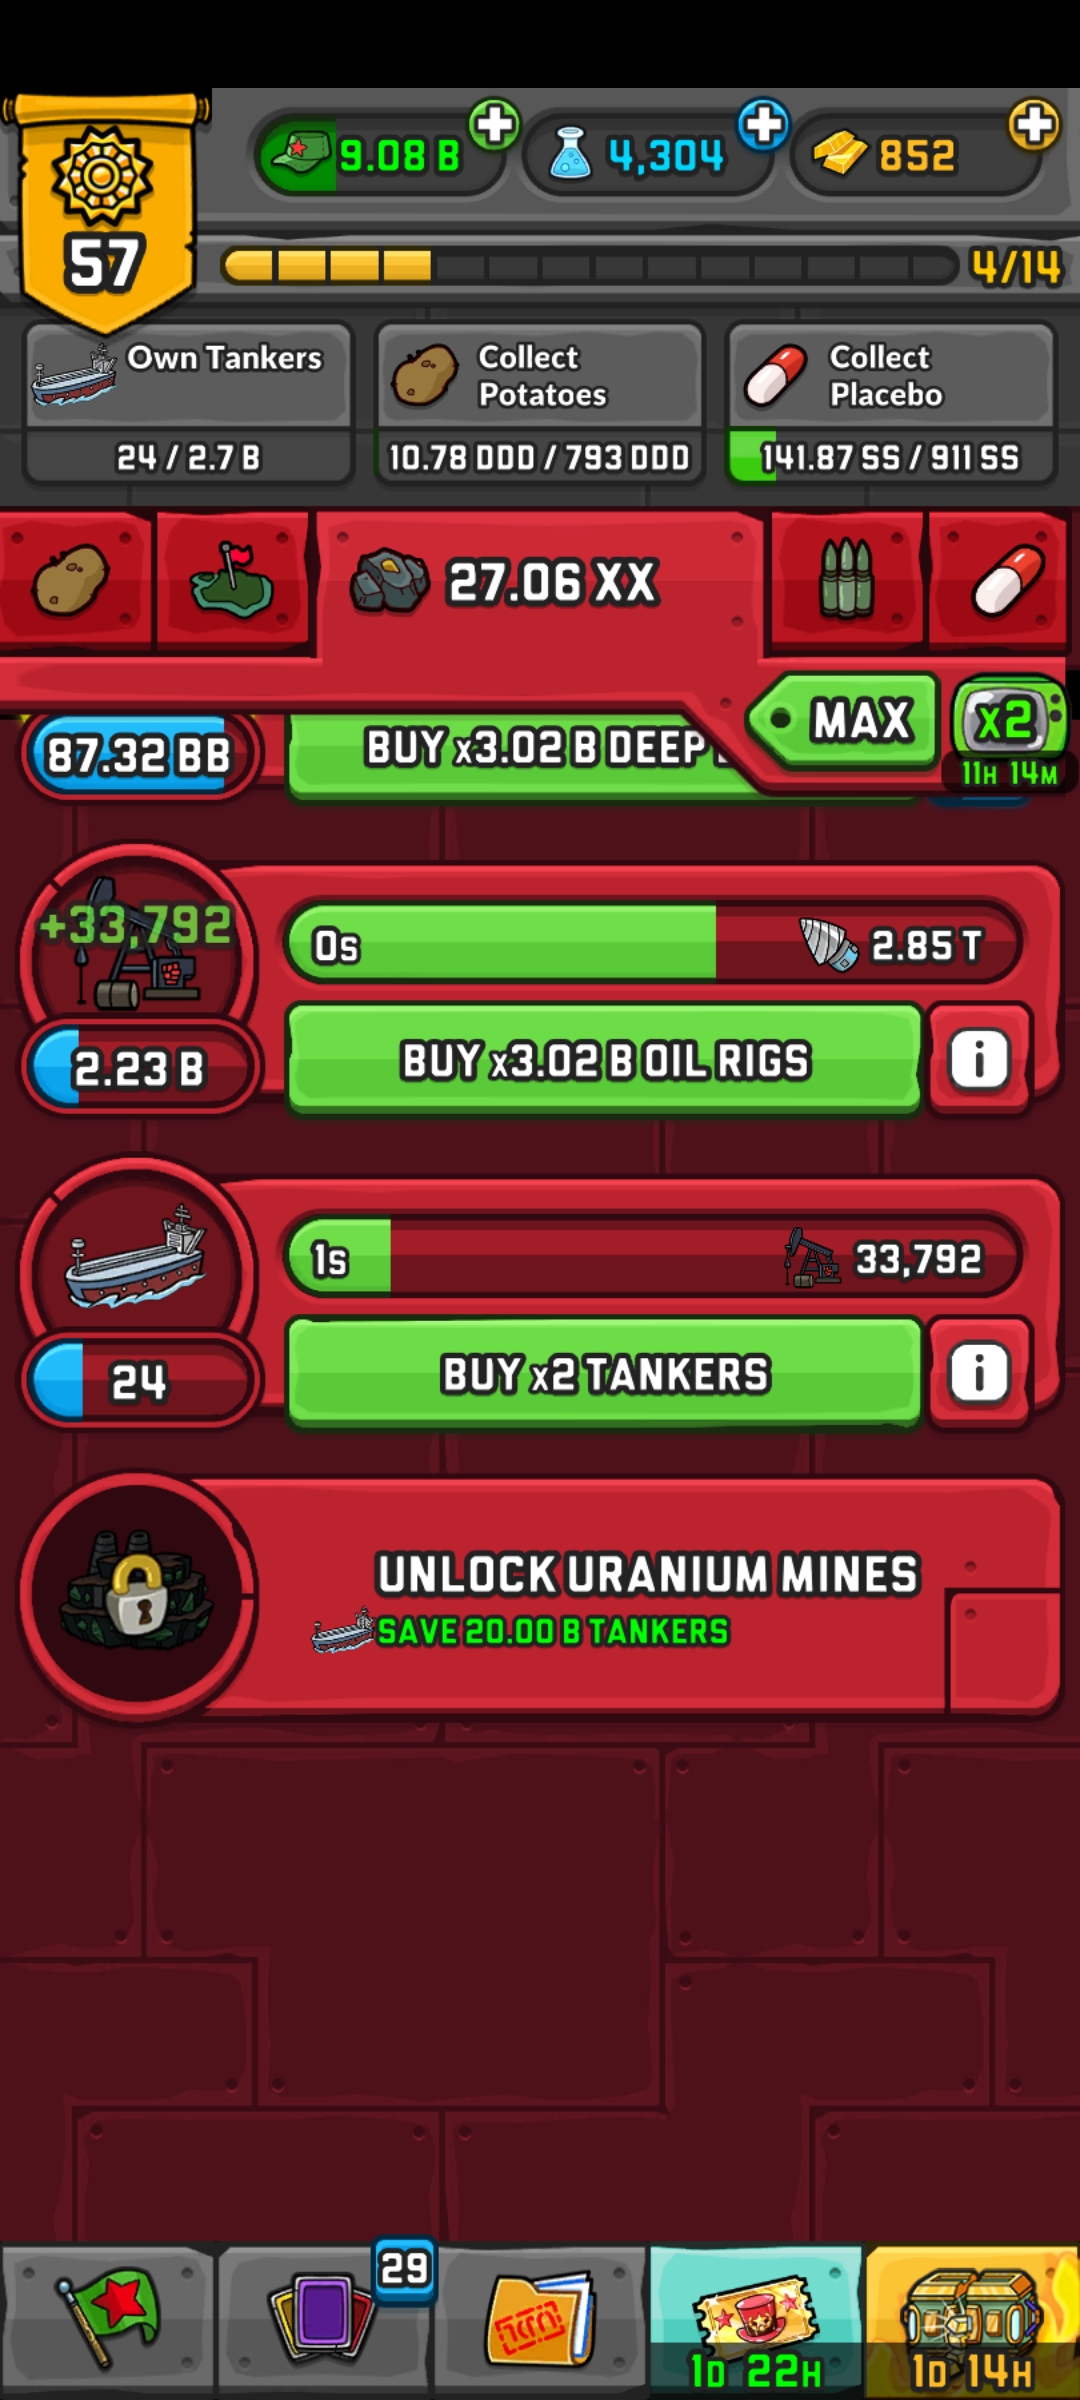 57
9.08 B
4,304
852
4/14
Own Tankers
24 / 2.7 B
Collect
Potatoes
10.78 DDD / 793 DDD
Collect
Placebo
141.87 SS / 911 SS
27.06 XX
MAX
x2
11H 14M
87.32 BB
BUY x3.02 B DEEP
+33,792
0s
2.85 T
2.23 B
BUY x3.02 B OIL RIGS
i
1s
33,792
24
BUY x2 TANKERS
i
UNLOCK URANIUM MINES
SAVE 20.00 B TANKERS
29
1D 22H
1D 14H